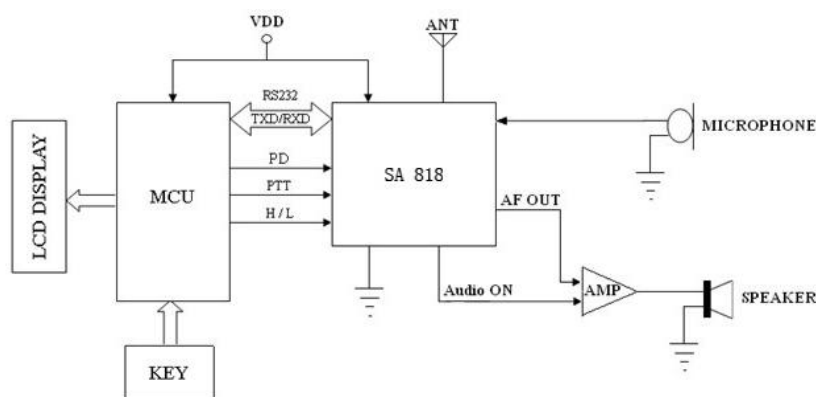 VDD
ANT
RS232
TXD/RXD
MICROPHONE
LCD DISPLAY
MCU
PD
SA 818
PTT
H / L
AF OUT
Audio ON
AMP
SPEAKER
KEY